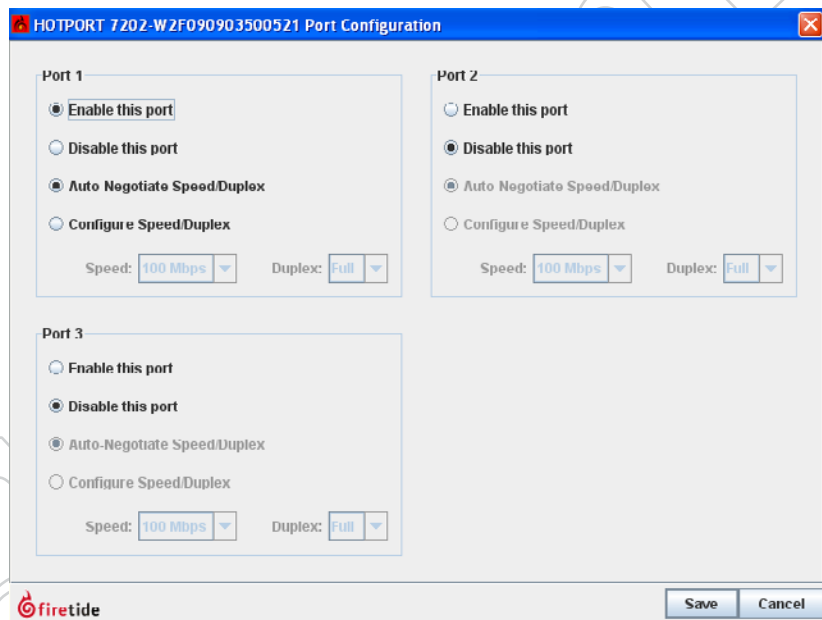 HOTPORT 7202-W2F090903500521 Port Configuration
Port 1
Enable this port
Disable this port
Auto Negotiate Speed/Duplex
Configure Speed/Duplex
Speed: 100 Mbps Duplex: Full
Port 2
Enable this port
Disable this port
Auto Negotiate Speed/Duplex
Configure Speed/Duplex
Speed: 100 Mbps Duplex: Full
Port 3
Enable this port
Disable this port
Auto-Negotiate Speed/Duplex
Configure Speed/Duplex
Speed: 100 Mbps Duplex: Full
firetide
Save Cancel